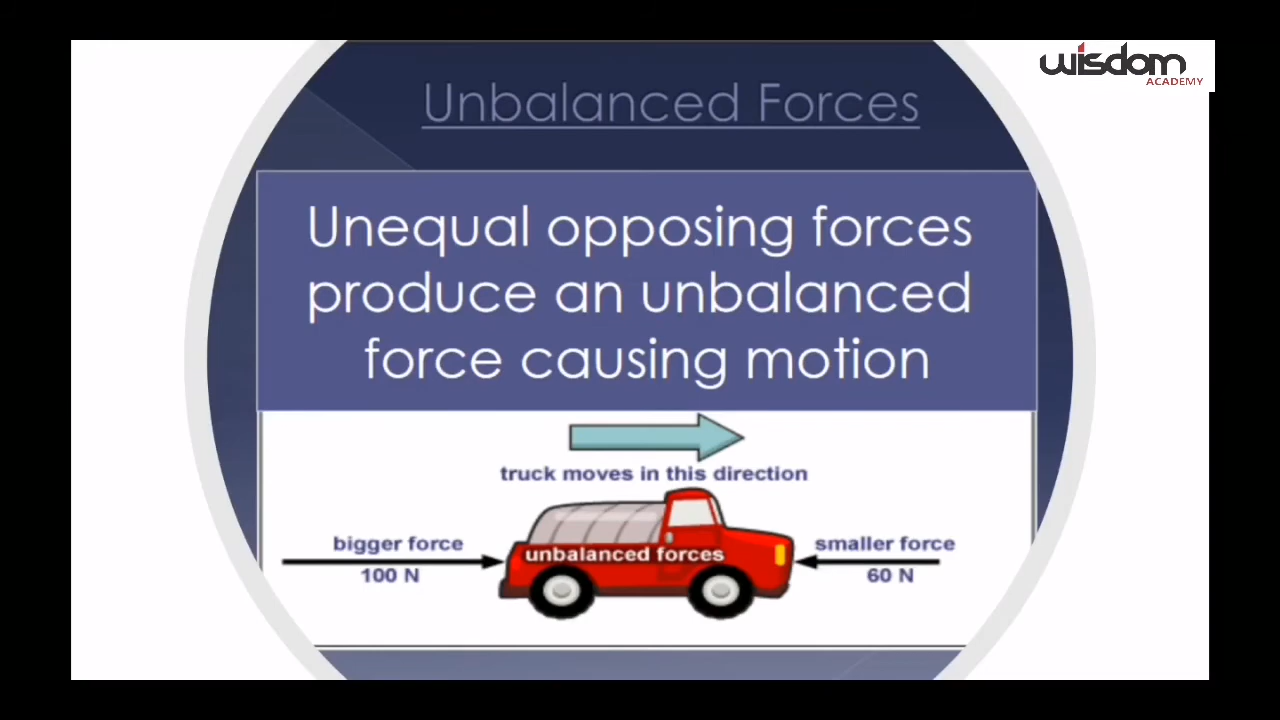 wisdom
ACADEMY
Unbalanced Forces
Unequal opposing forces
produce an unbalanced
force causing motion
truck moves in this direction
bigger force
100 N
unbalanced forces
smaller force
60 N